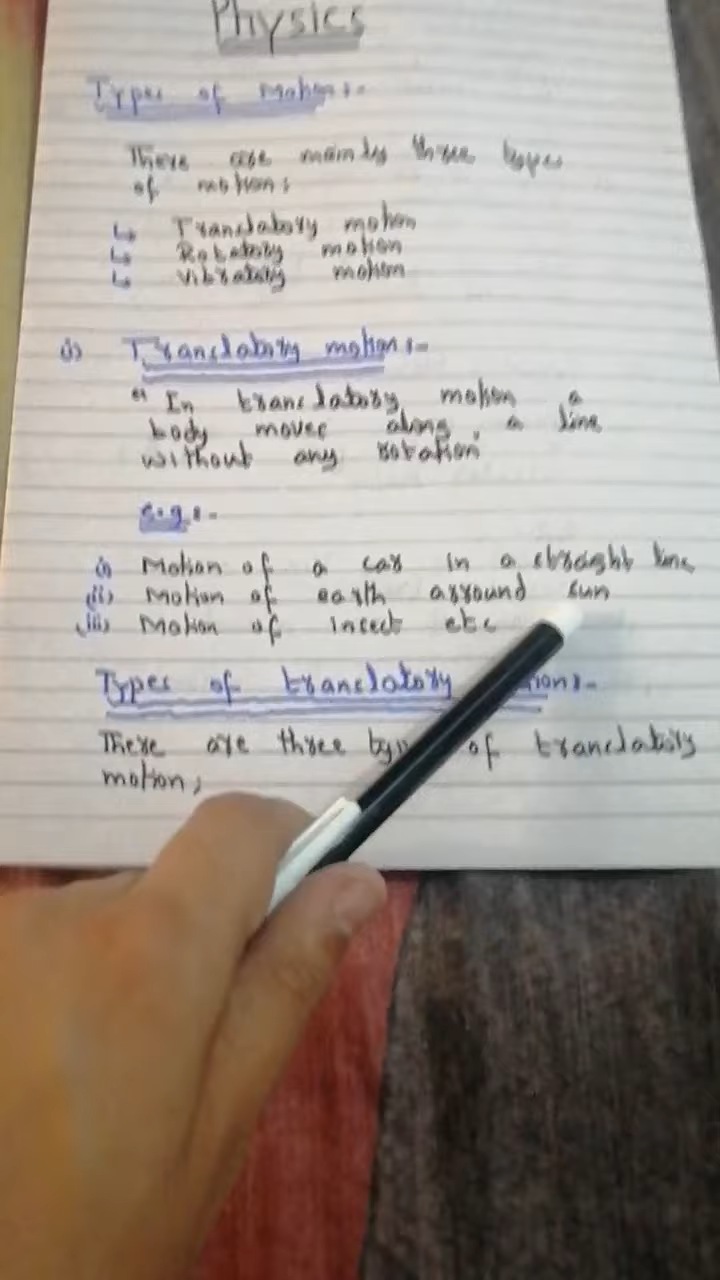 Physics
Types of Motion:-
There are mainly three types
of motion;
↳ Translatory motion
↳ Rotatory motion
↳ Vibratory motion
i) Translatory motion:-
" In translatory motion a
body moves along a line
without any rotation"
e.g:-
i) Motion of a car in a straight line
(ii) Motion of earth around sun
(iii) Motion of insect etc
Types of translatory
There are three of translatory
motion;